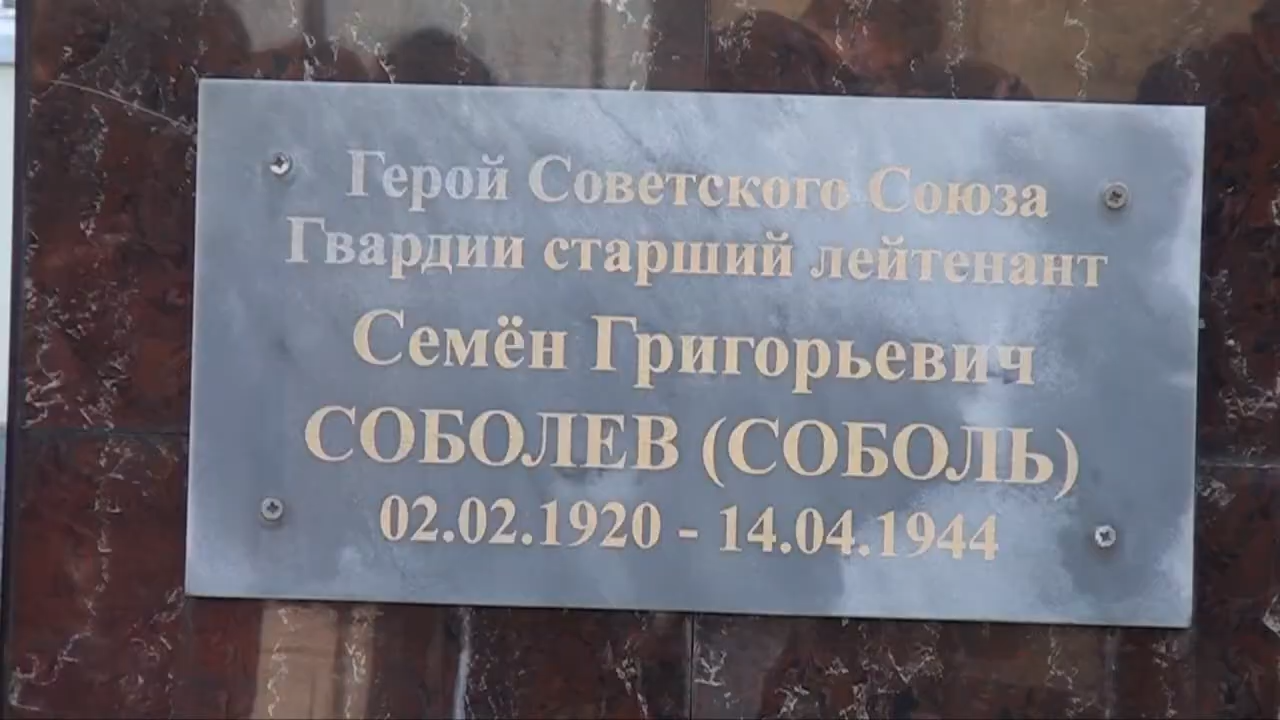 Герой Советского Союза
Гвардии старший лейтенант
Семён Григорьевич
СОБОЛЕВ (СОБОЛЬ)
02.02.1920 - 14.04.1944